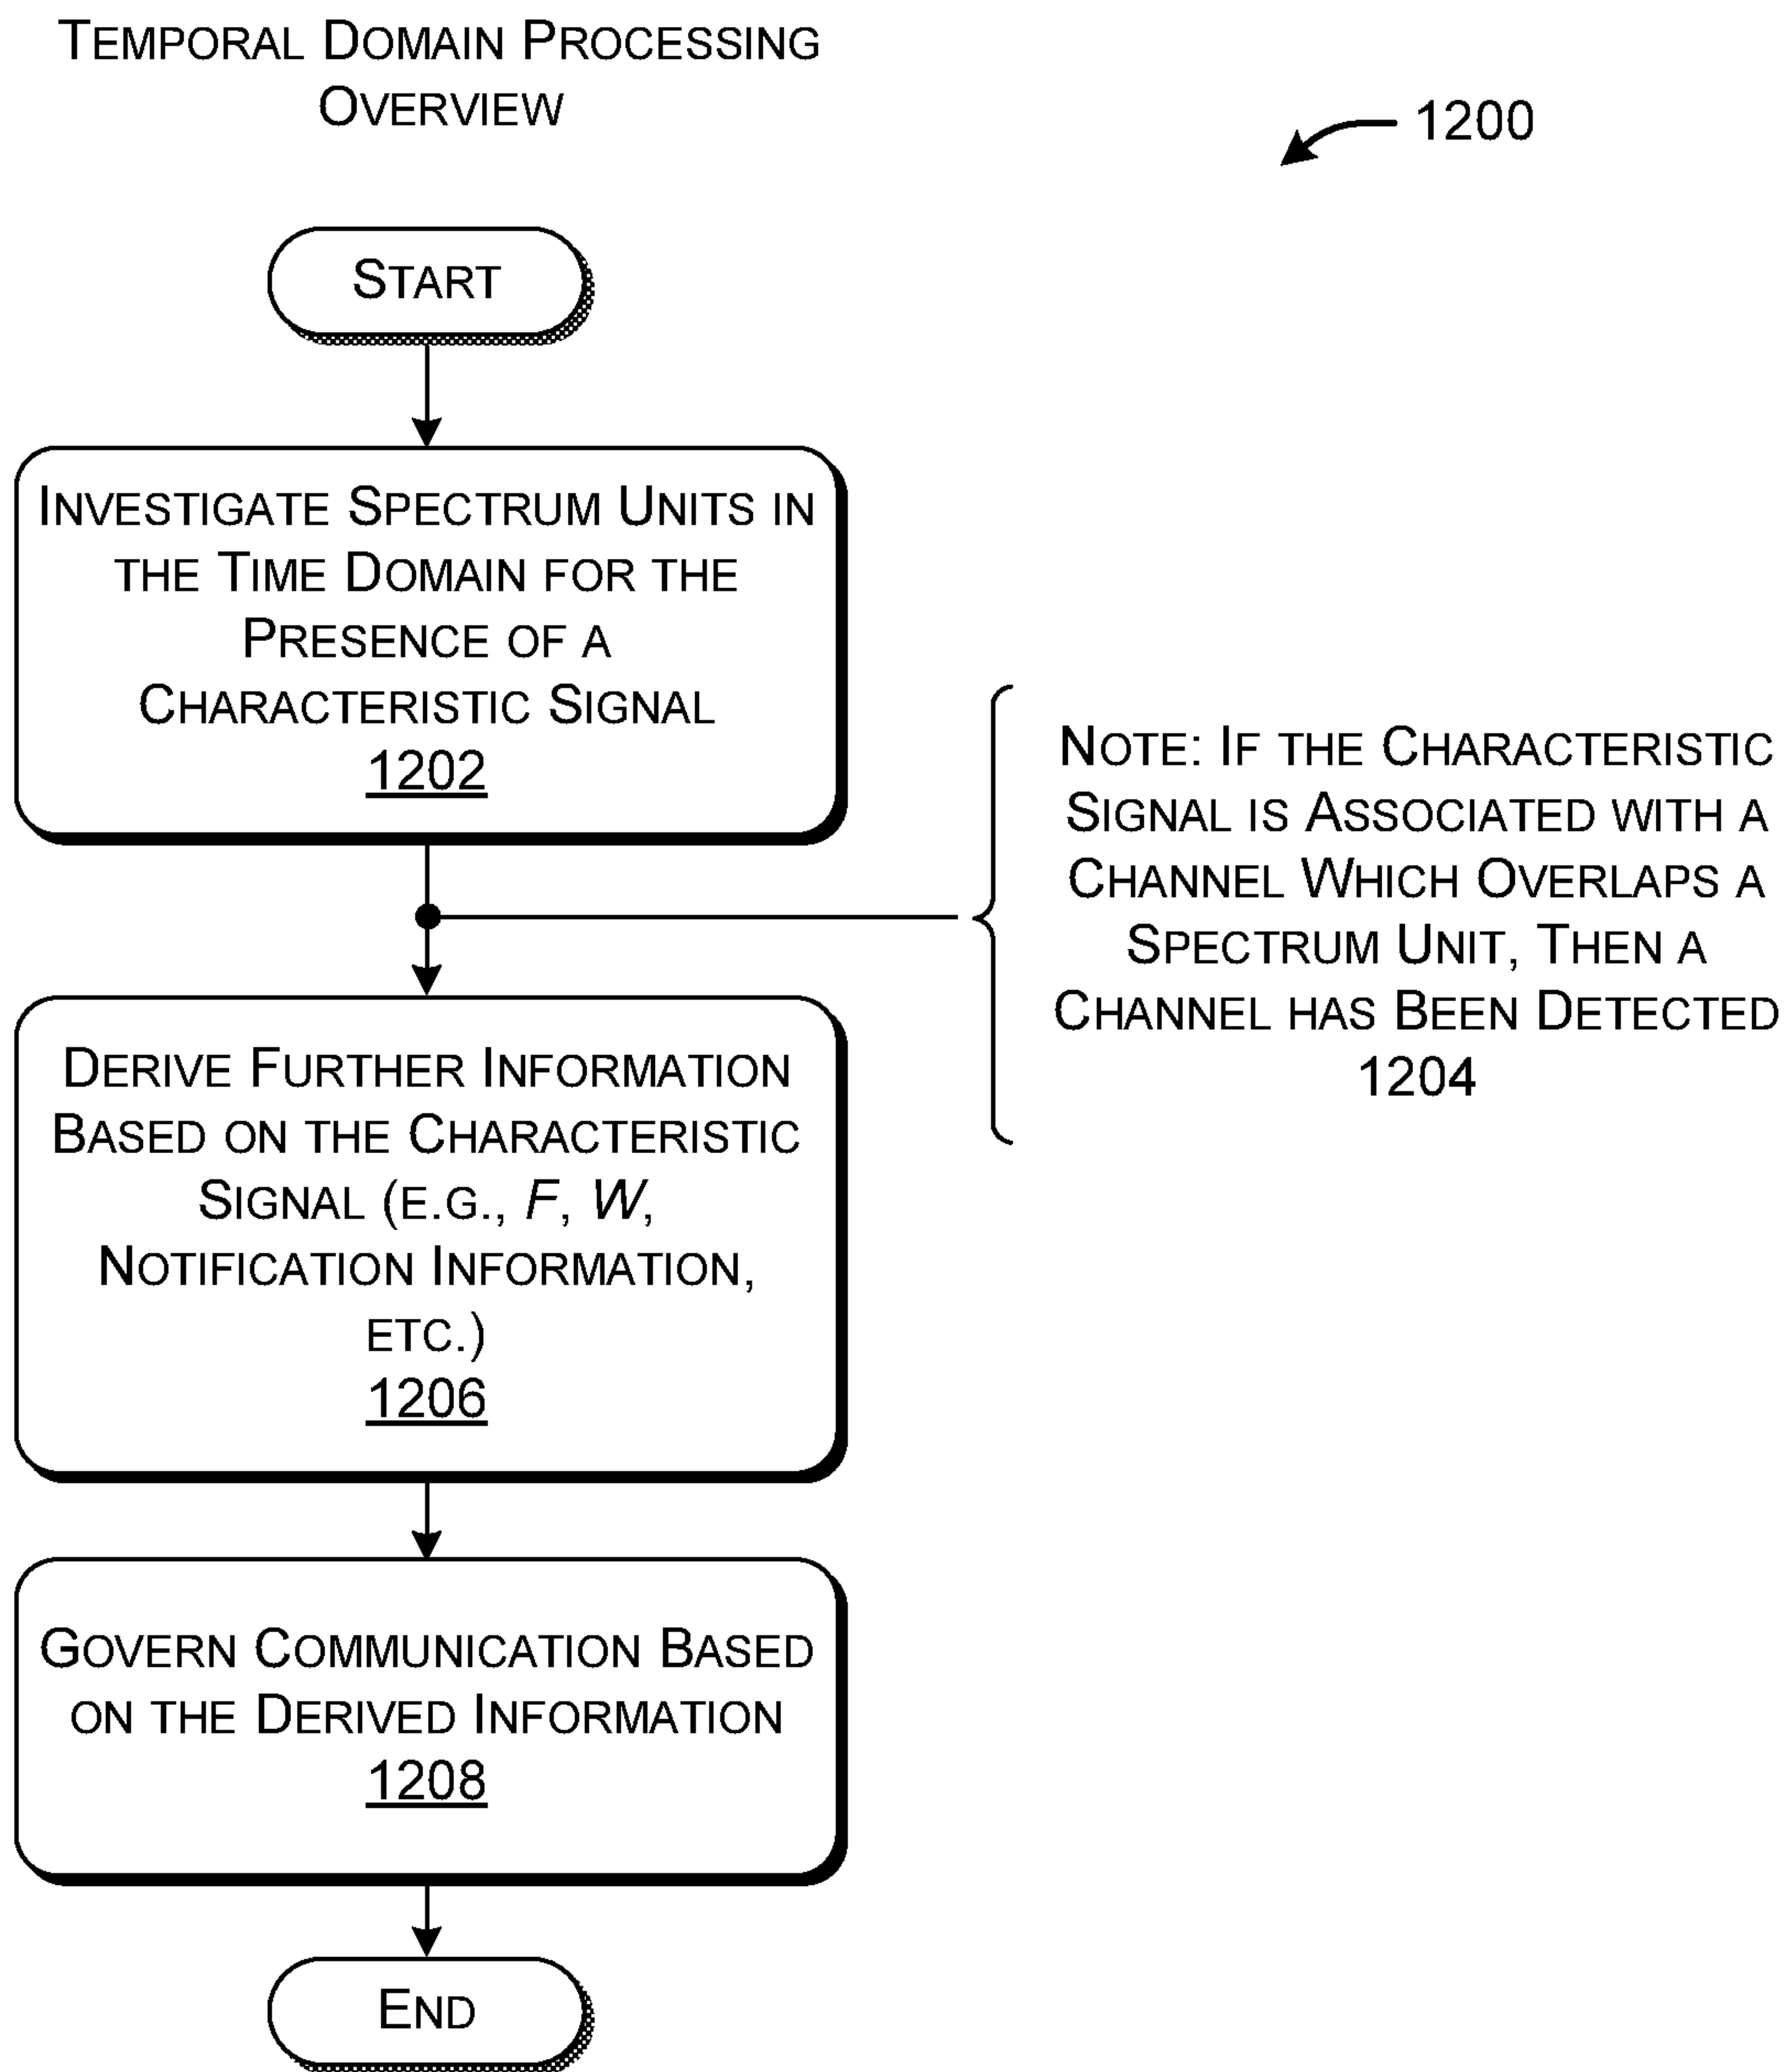 TEMPORAL DOMAIN PROCESSING
OVERVIEW
1200
START
INVESTIGATE SPECTRUM UNITS IN
THE TIME DOMAIN FOR THE
PRESENCE OF A
CHARACTERISTIC SIGNAL
1202
NOTE: IF THE CHARACTERISTIC
SIGNAL IS ASSOCIATED WITH A
CHANNEL WHICH OVERLAPS A
SPECTRUM UNIT, THEN A
CHANNEL HAS BEEN DETECTED
1204
DERIVE FURTHER INFORMATION
BASED ON THE CHARACTERISTIC
SIGNAL (E.G., F, W,
NOTIFICATION INFORMATION,
ETC.)
1206
GOVERN COMMUNICATION BASED
ON THE DERIVED INFORMATION
1208
END